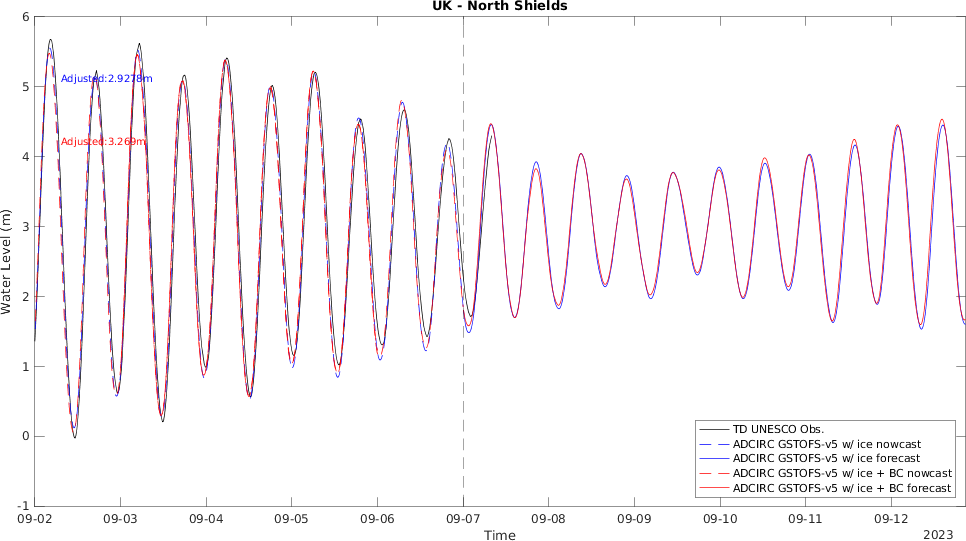 UK - North Shields
6
5
4
3
2
1
0
-1
Water Level (m)
Adjusted:2.9278m
Adjusted:3.269m
TD UNESCO Obs.
ADCIRC GSTOFS-v5 w/ ice nowcast
ADCIRC GSTOFS-v5 w/ ice forecast
ADCIRC GSTOFS-v5 w/ ice + BC nowcast
ADCIRC GSTOFS-v5 w/ ice + BC forecast
09-02 09-03 09-04 09-05 09-06 09-07 09-08 09-09 09-10 09-11 09-12
Time
2023